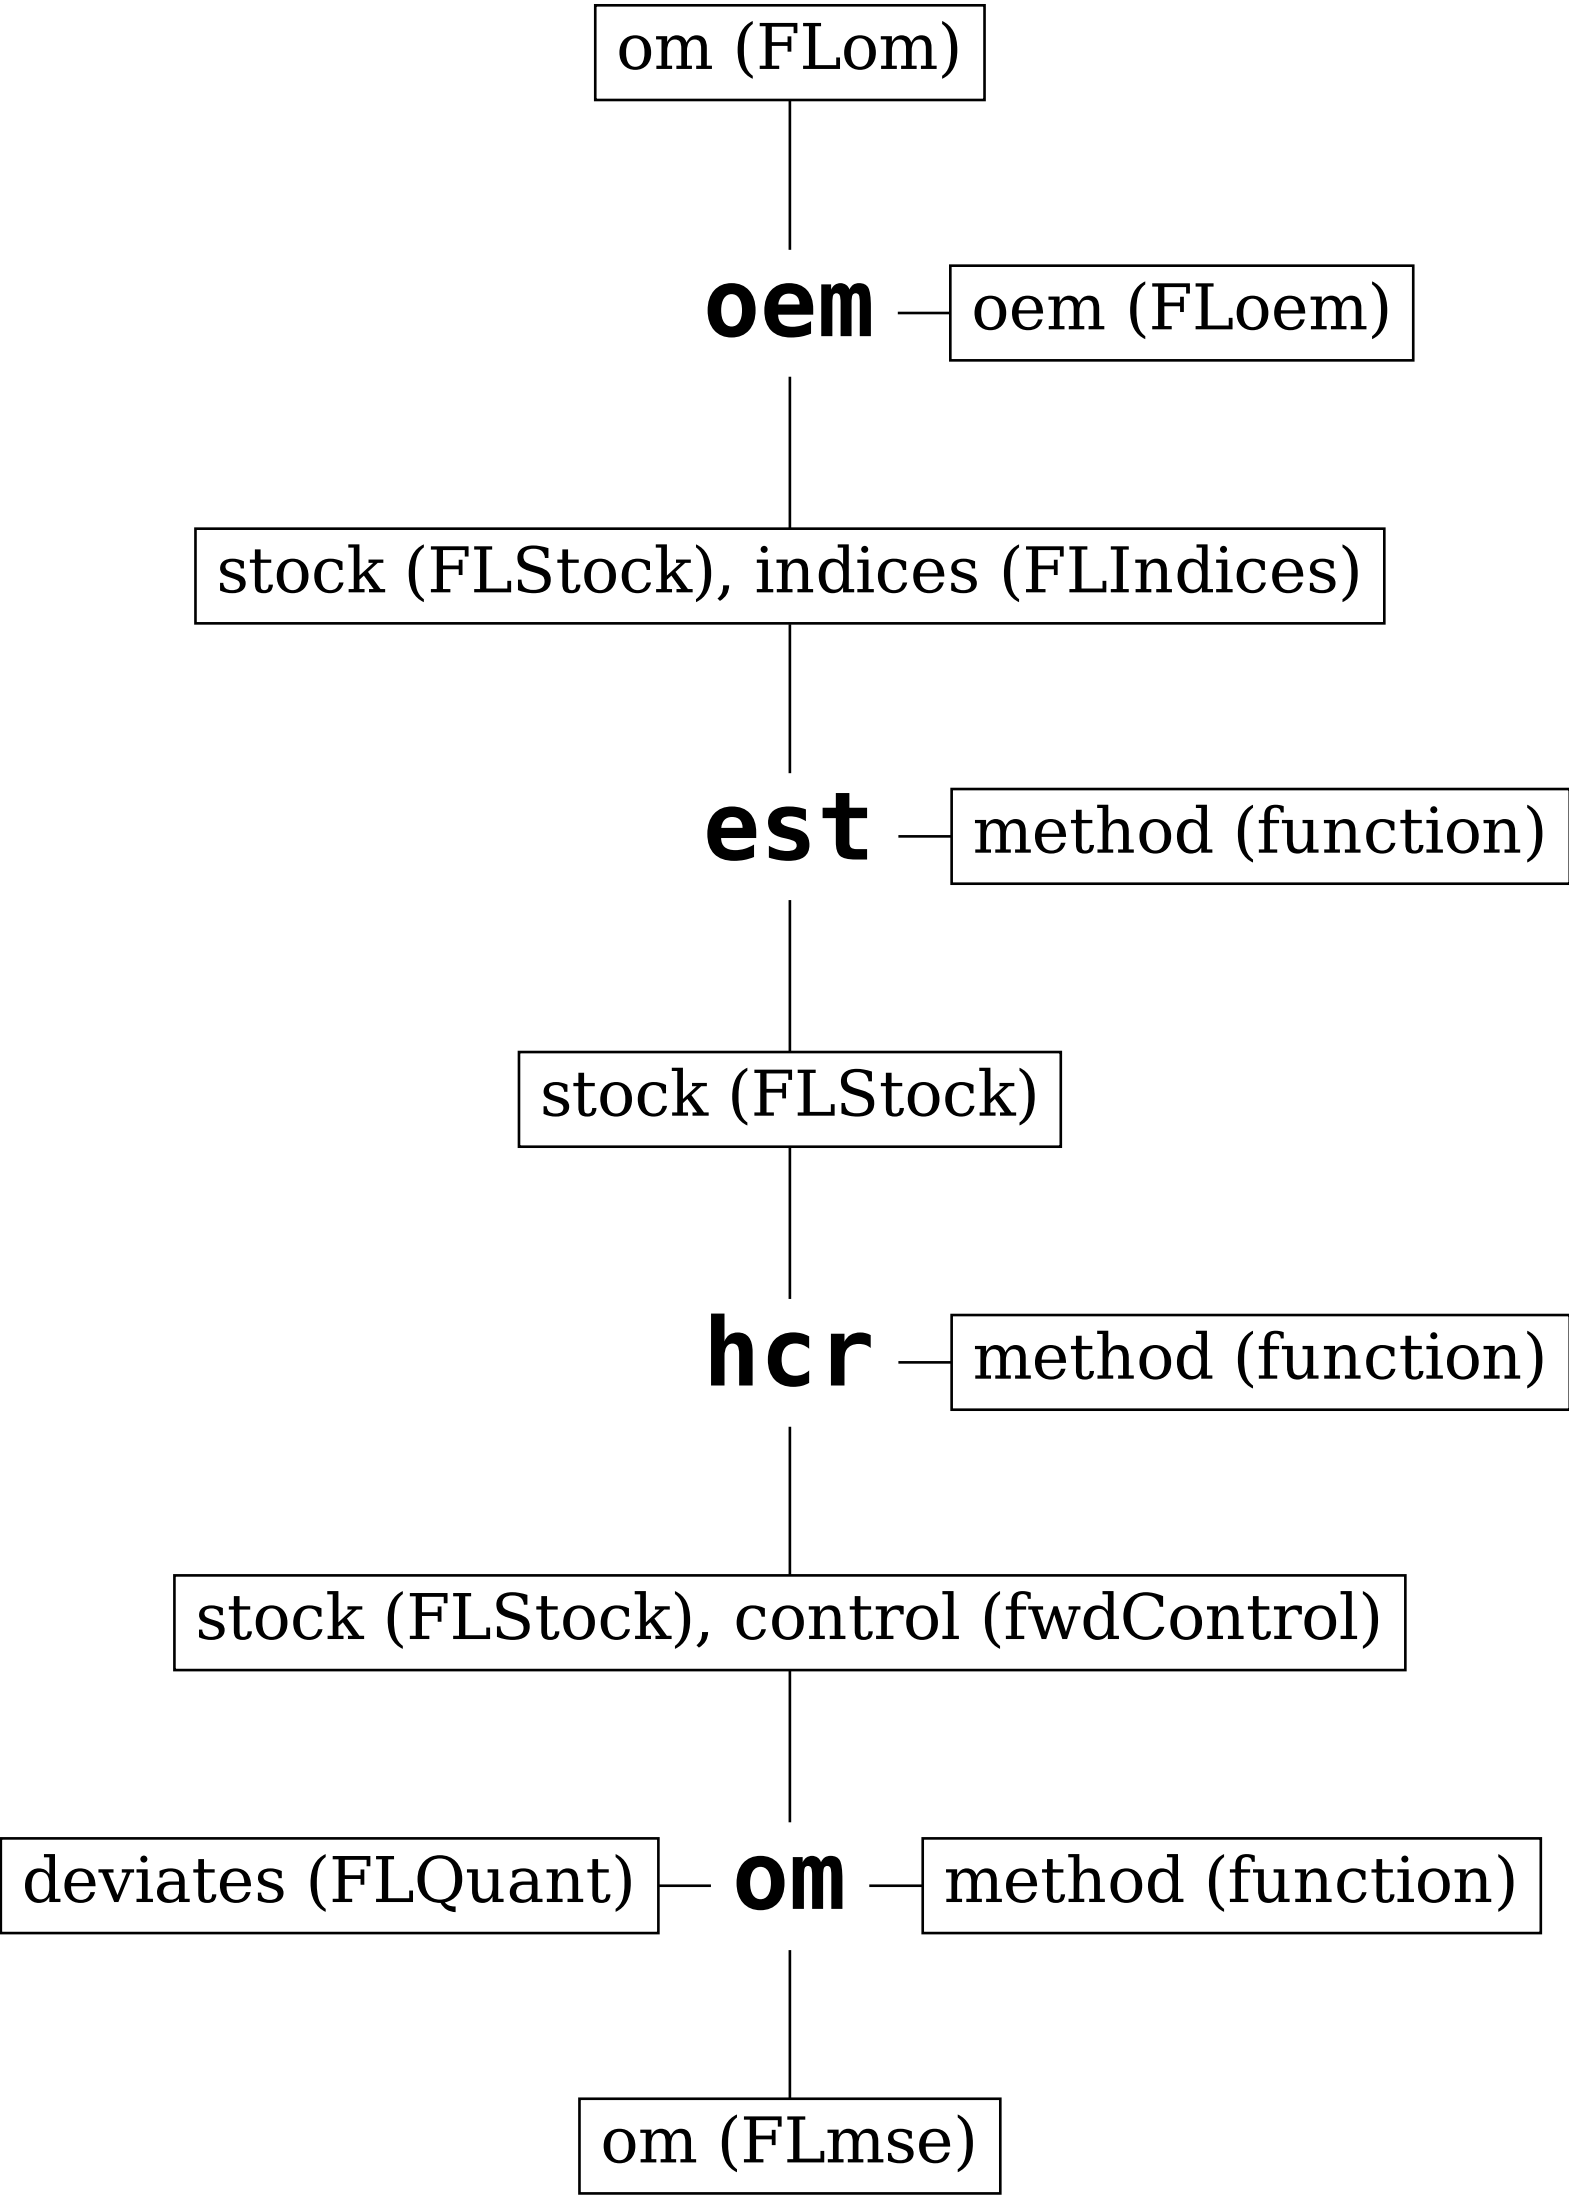 om (FLom)
oem
oem (FLoem)
stock (FLStock), indices (FLIndices)
est
method (function)
stock (FLStock)
hcr
method (function)
stock (FLStock), control (fwdControl)
deviates (FLQuant)
om
method (function)
om (FLmse)